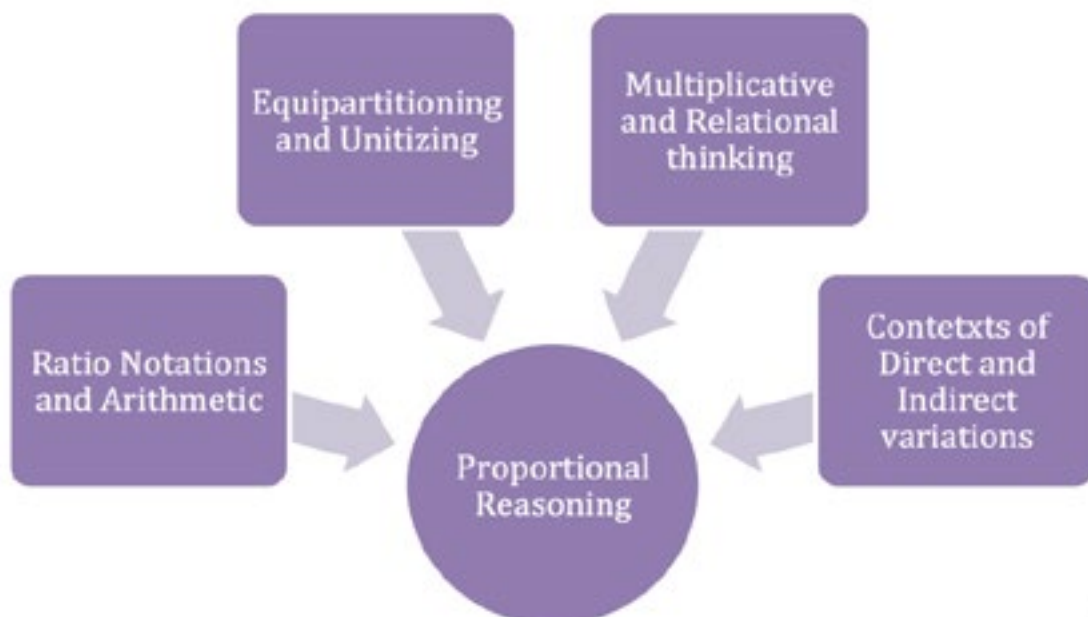 Equipartitioning
and Unitizing
Multiplicative
and Relational
thinking
Ratio Notations
and Arithmetic
Contetxts of
Direct and
Indirect
variations
Proportional
Reasoning